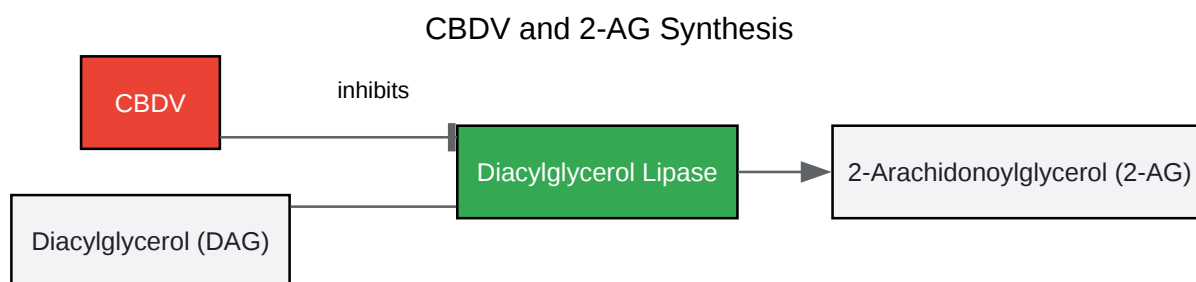 CBDV and 2-AG Synthesis
CBDV
inhibits
Diacylglycerol Lipase
2-Arachidonoylglycerol (2-AG)
Diacylglycerol (DAG)